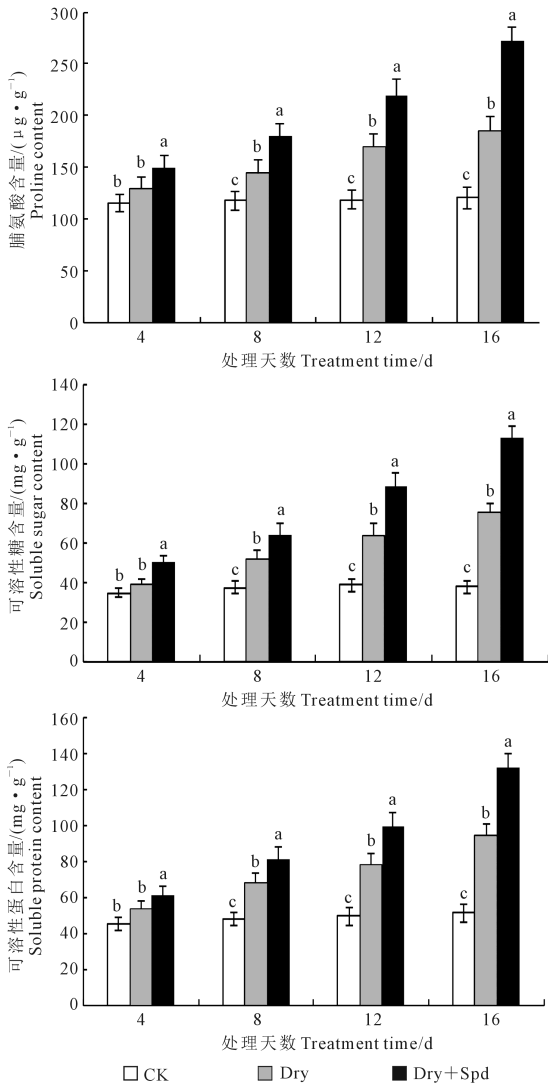 脯氨酸含量/(μg·g⁻¹)
Proline content
300
250
200
150
100
50
0
b b a
c b a
c b a
c b a
4 8 12 16
处理天数 Treatment time/d
可溶性糖含量/(mg·g⁻¹)
Soluble sugar content
140
120
100
80
60
40
20
0
b b a
c b a
c b a
c b a
4 8 12 16
处理天数 Treatment time/d
可溶性蛋白含量/(mg·g⁻¹)
Soluble protein content
160
140
120
100
80
60
40
20
0
b b a
c b a
c b a
c b a
4 8 12 16
处理天数 Treatment time/d
CK Dry Dry+Spd